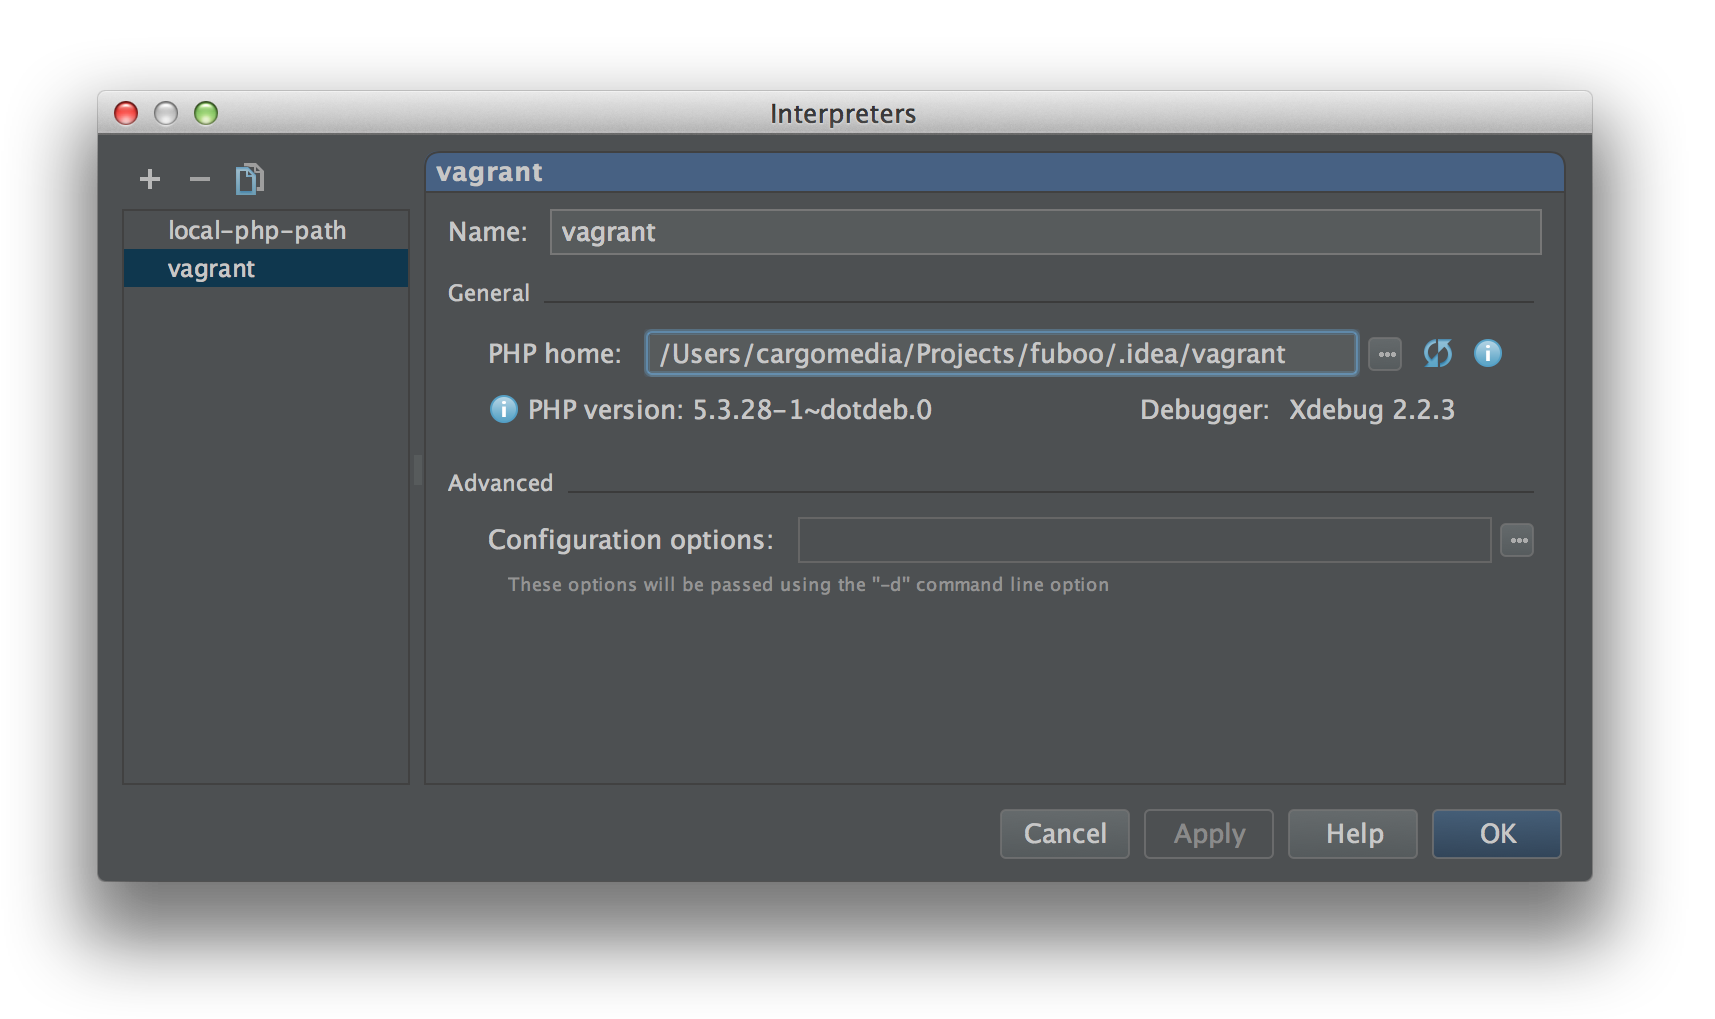 Interpreters
local-php-path
vagrant
vagrant
Name: vagrant
General
PHP home: /Users/cargomedia/Projects/fuboo/.idea/vagrant
PHP version: 5.3.28-1~dotdeb.0 Debugger: Xdebug 2.2.3
Advanced
Configuration options:
These options will be passed using the "-d" command line option
Cancel Apply Help OK